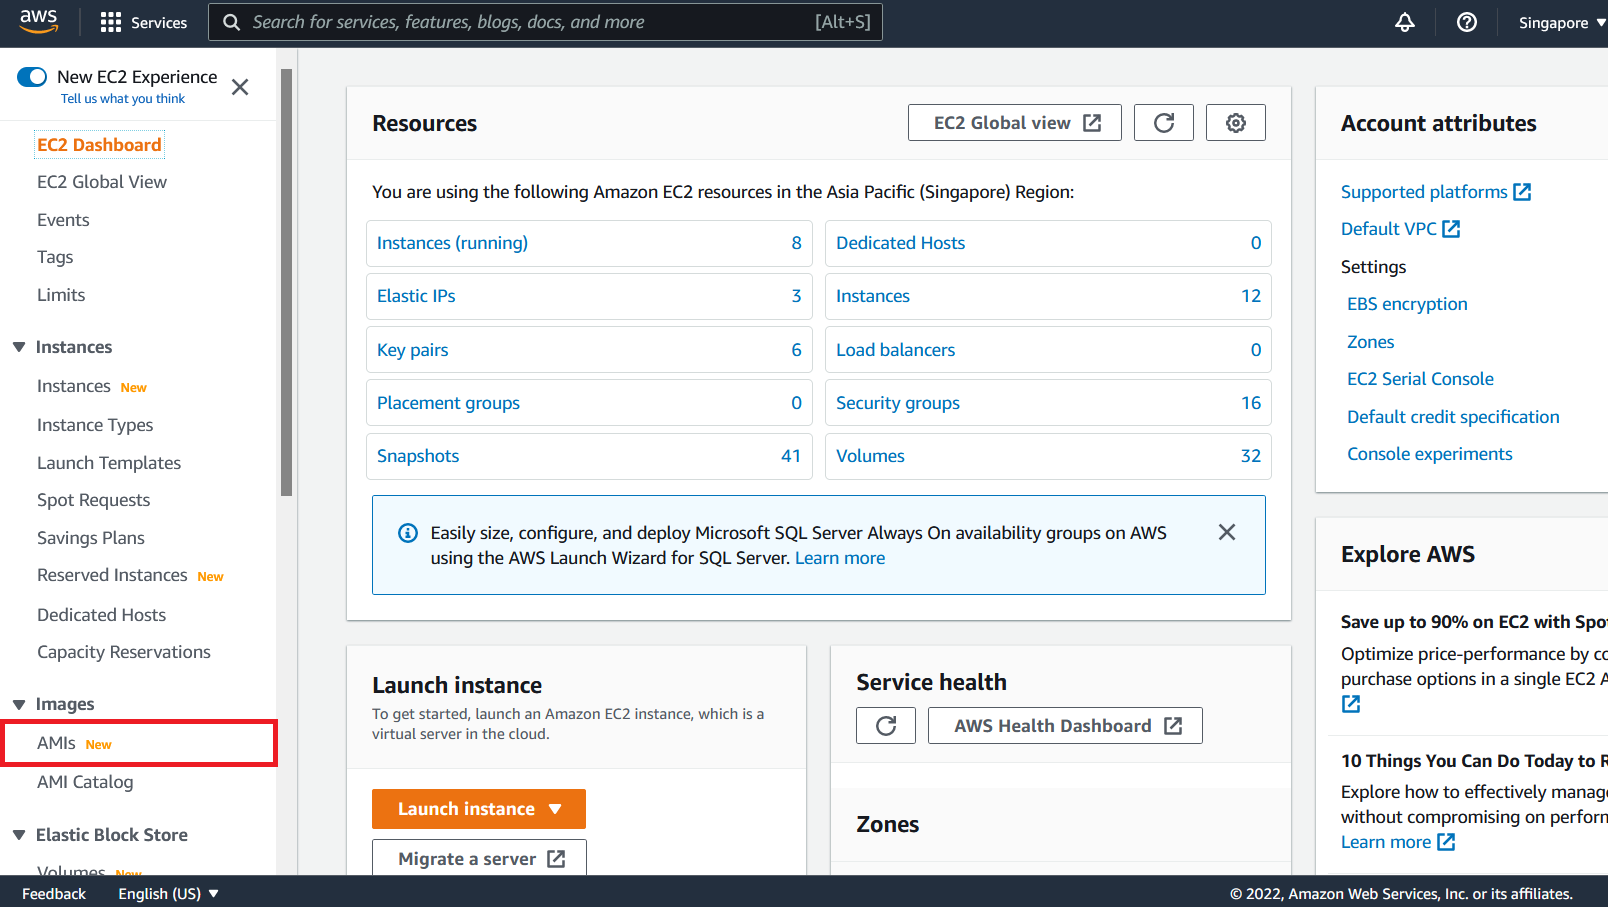 aws
Services
Search for services, features, blogs, docs, and more
[Alt+S]
Singapore
New EC2 Experience
Tell us what you think
EC2 Dashboard
EC2 Global View
Events
Tags
Limits
Instances
Instances New
Instance Types
Launch Templates
Spot Requests
Savings Plans
Reserved Instances New
Dedicated Hosts
Capacity Reservations
Images
AMIs New
AMI Catalog
Elastic Block Store
Volumes New
Resources
EC2 Global view
You are using the following Amazon EC2 resources in the Asia Pacific (Singapore) Region:
Instances (running) 8
Dedicated Hosts 0
Elastic IPs 3
Instances 12
Key pairs 6
Load balancers 0
Placement groups 0
Security groups 16
Snapshots 41
Volumes 32
Easily size, configure, and deploy Microsoft SQL Server Always On availability groups on AWS
using the AWS Launch Wizard for SQL Server. Learn more
Launch instance
To get started, launch an Amazon EC2 instance, which is a
virtual server in the cloud.
Launch instance
Migrate a server
Service health
AWS Health Dashboard
Zones
Account attributes
Supported platforms
Default VPC
Settings
EBS encryption
Zones
EC2 Serial Console
Default credit specification
Console experiments
Explore AWS
Save up to 90% on EC2 with Spo
Optimize price-performance by co
purchase options in a single EC2 A
10 Things You Can Do Today to R
Explore how to effectively manag
without compromising on perforn
Learn more
Feedback
English (US)
© 2022, Amazon Web Services, Inc. or its affiliates.